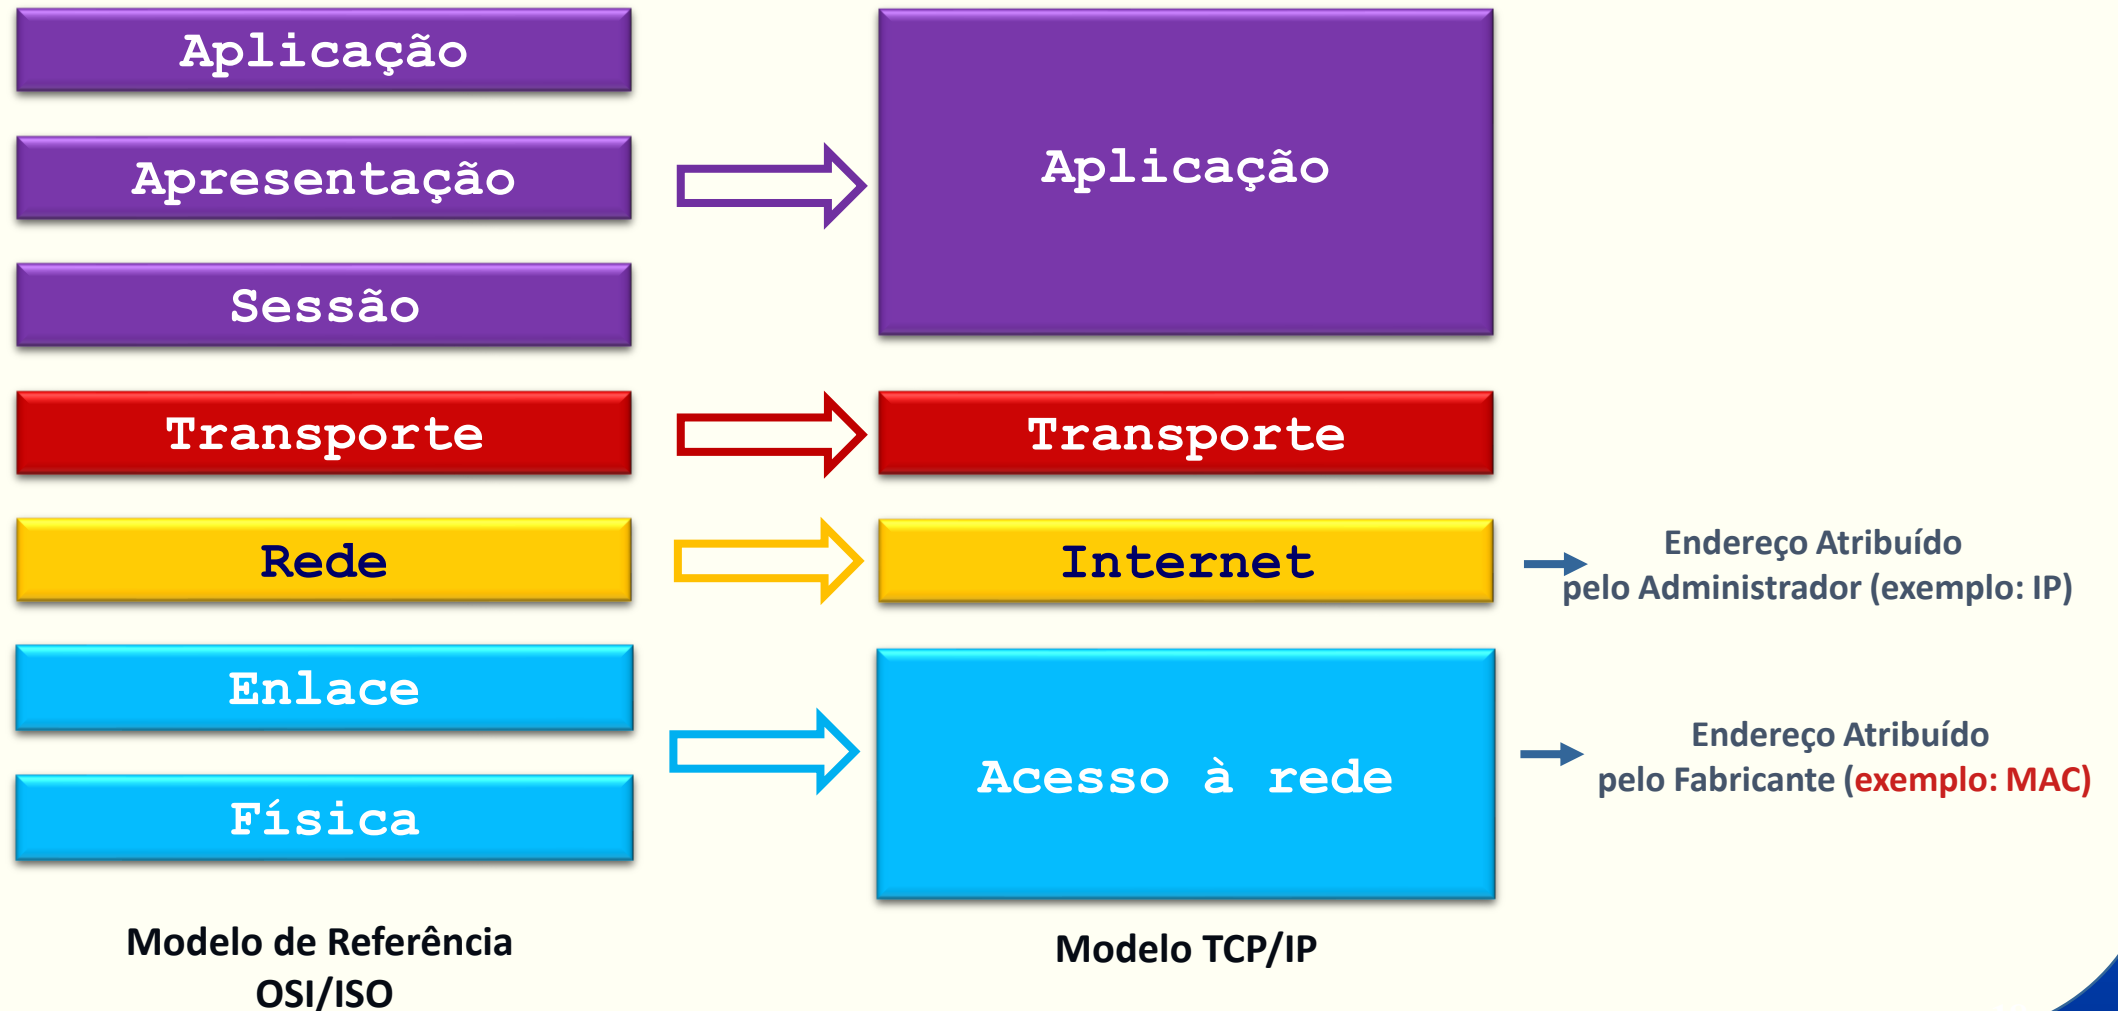 Aplicação
Apresentação
Sessão
Transporte
Rede
Enlace
Física
Modelo de Referência
OSI/ISO
Aplicação
Transporte
Internet
Acesso à rede
Modelo TCP/IP
Endereço Atribuído
pelo Administrador (exemplo: IP)
Endereço Atribuído
pelo Fabricante (exemplo: MAC)